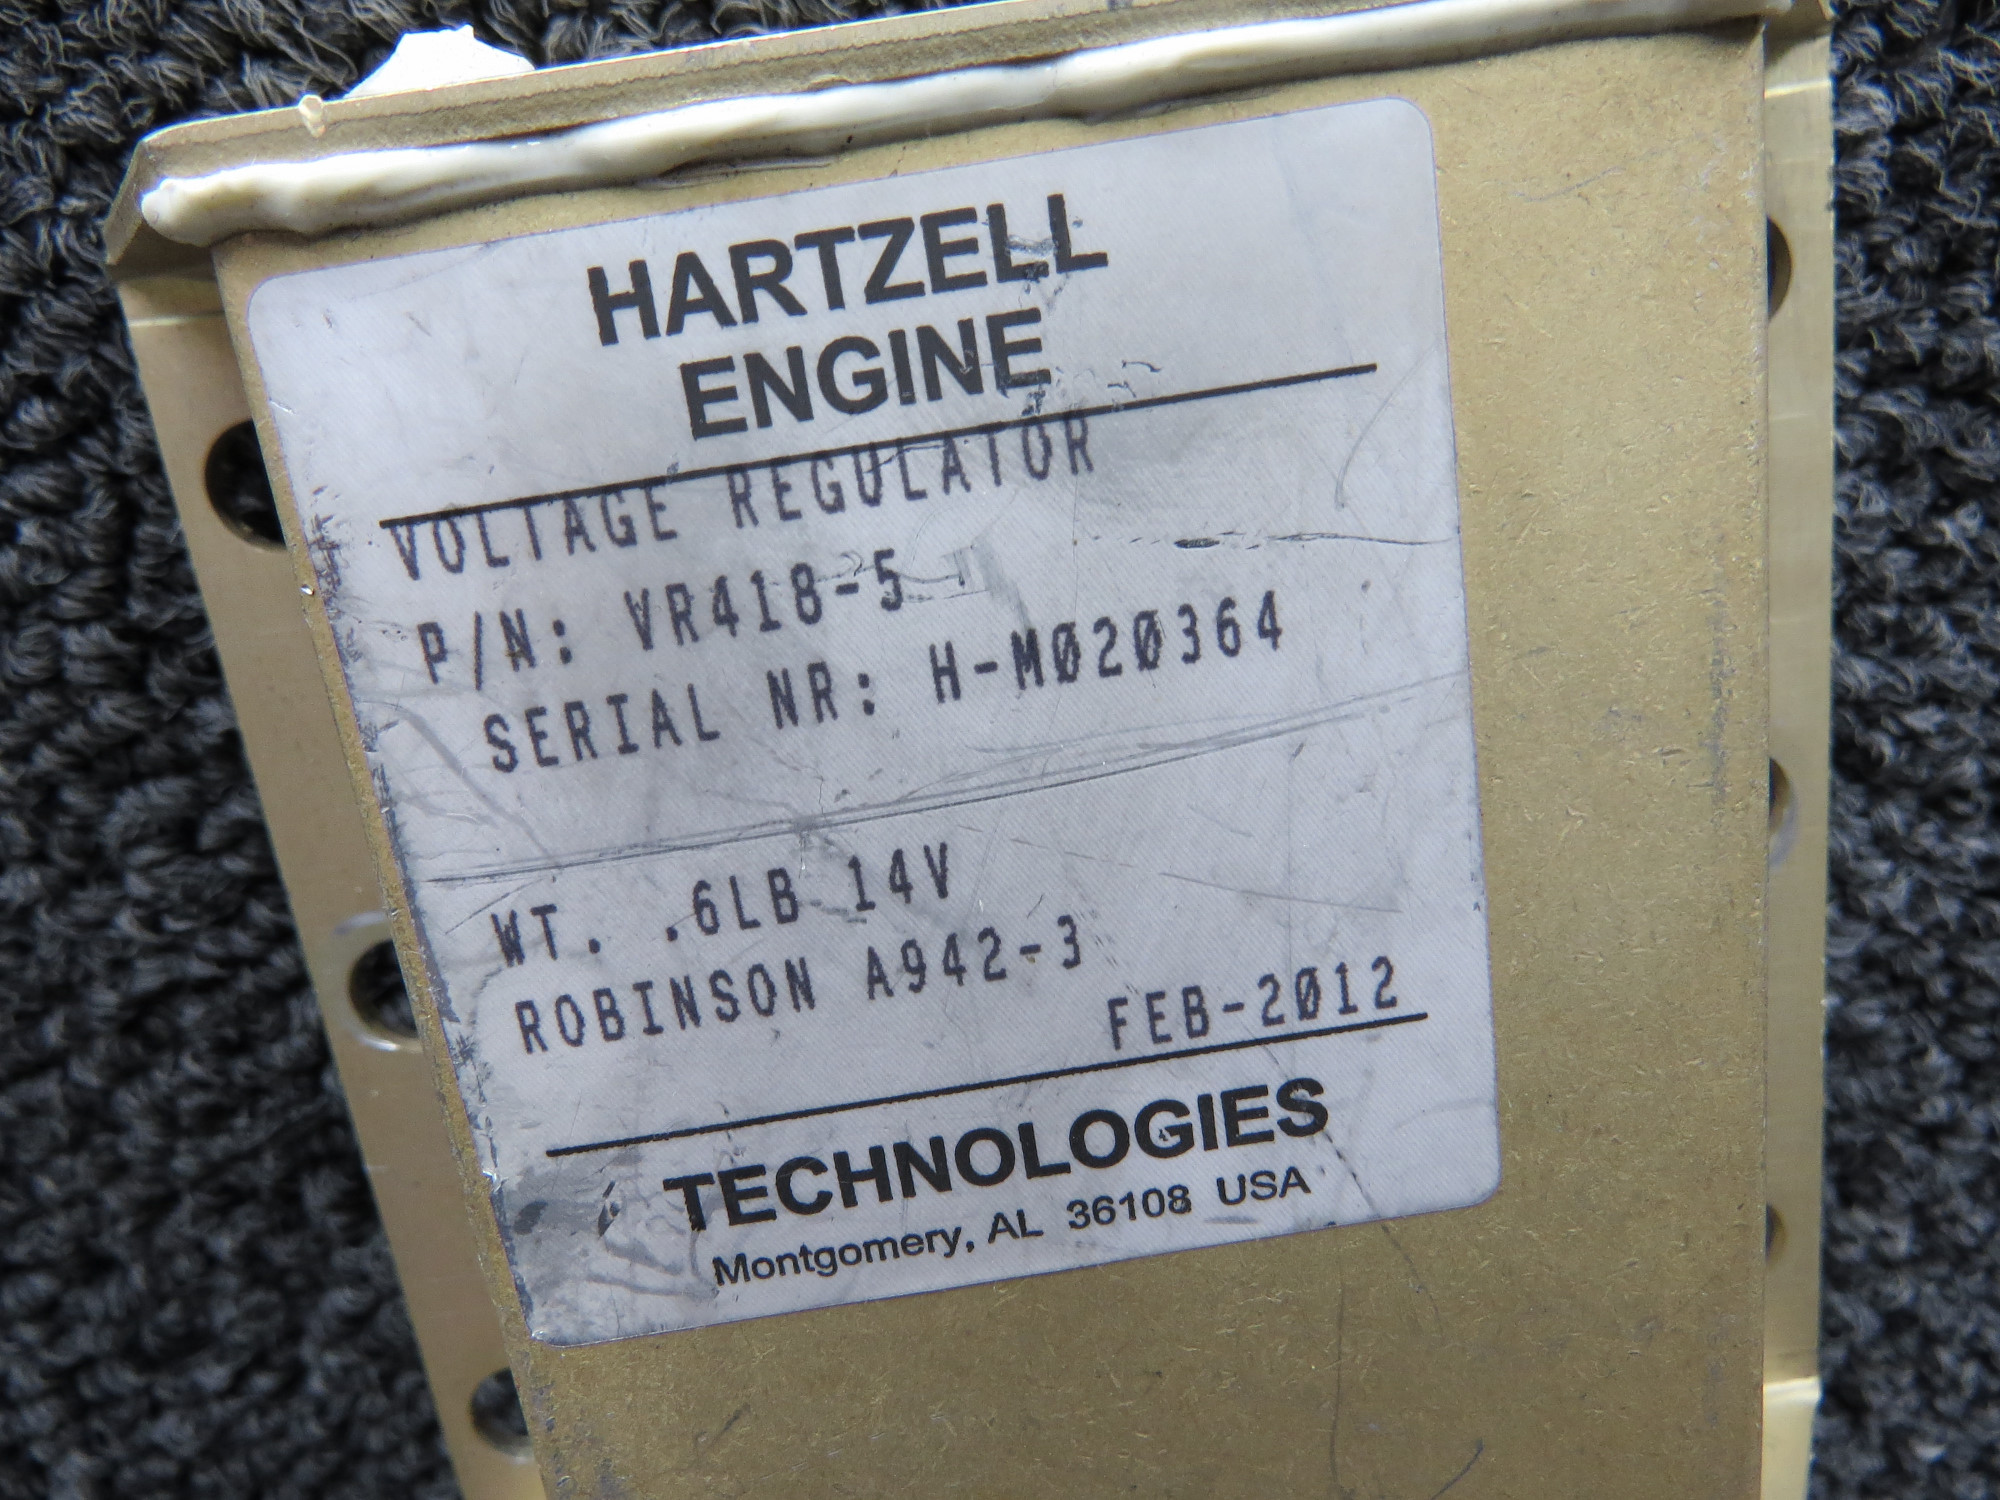 HARTZELL
ENGINE
VOLTAGE REGULATOR
P/N: VR418-5
SERIAL NR: H-M020364
WT. .6LB 14V
ROBINSON A942-3
FEB-2012
TECHNOLOGIES
Montgomery, AL 36108 USA